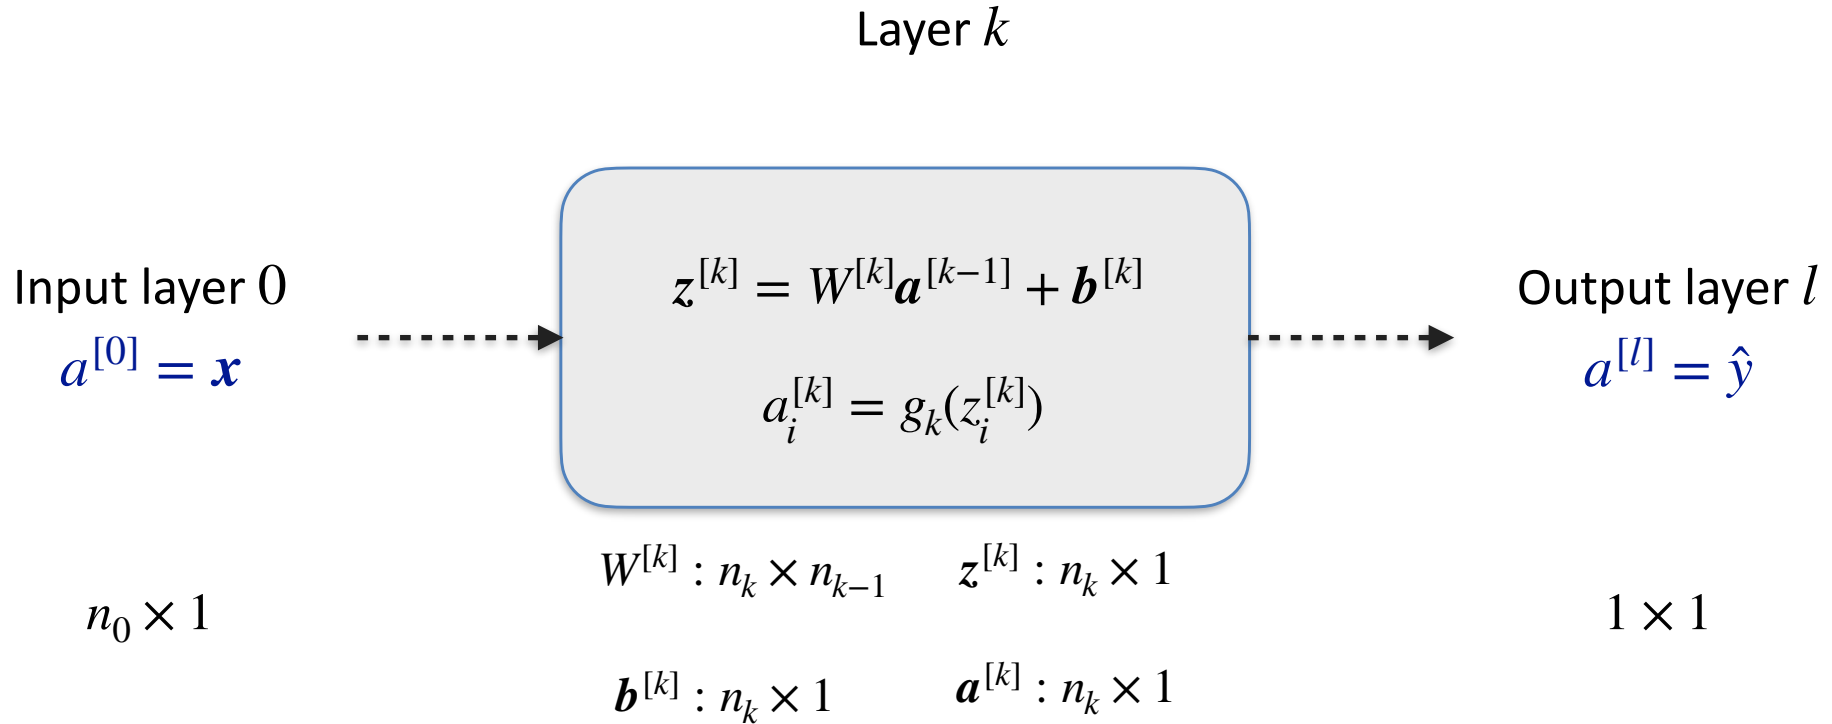 Layer k
Input layer 0
a^{[0]} = x
z^{[k]} = W^{[k]}a^{[k−1]} + b^{[k]}
a_i^{[k]} = g_k(z_i^{[k]})
Output layer l
a^{[l]} = ŷ
n_0 × 1
W^{[k]} : n_k × n_{k−1}
z^{[k]} : n_k × 1
b^{[k]} : n_k × 1
a^{[k]} : n_k × 1
1 × 1